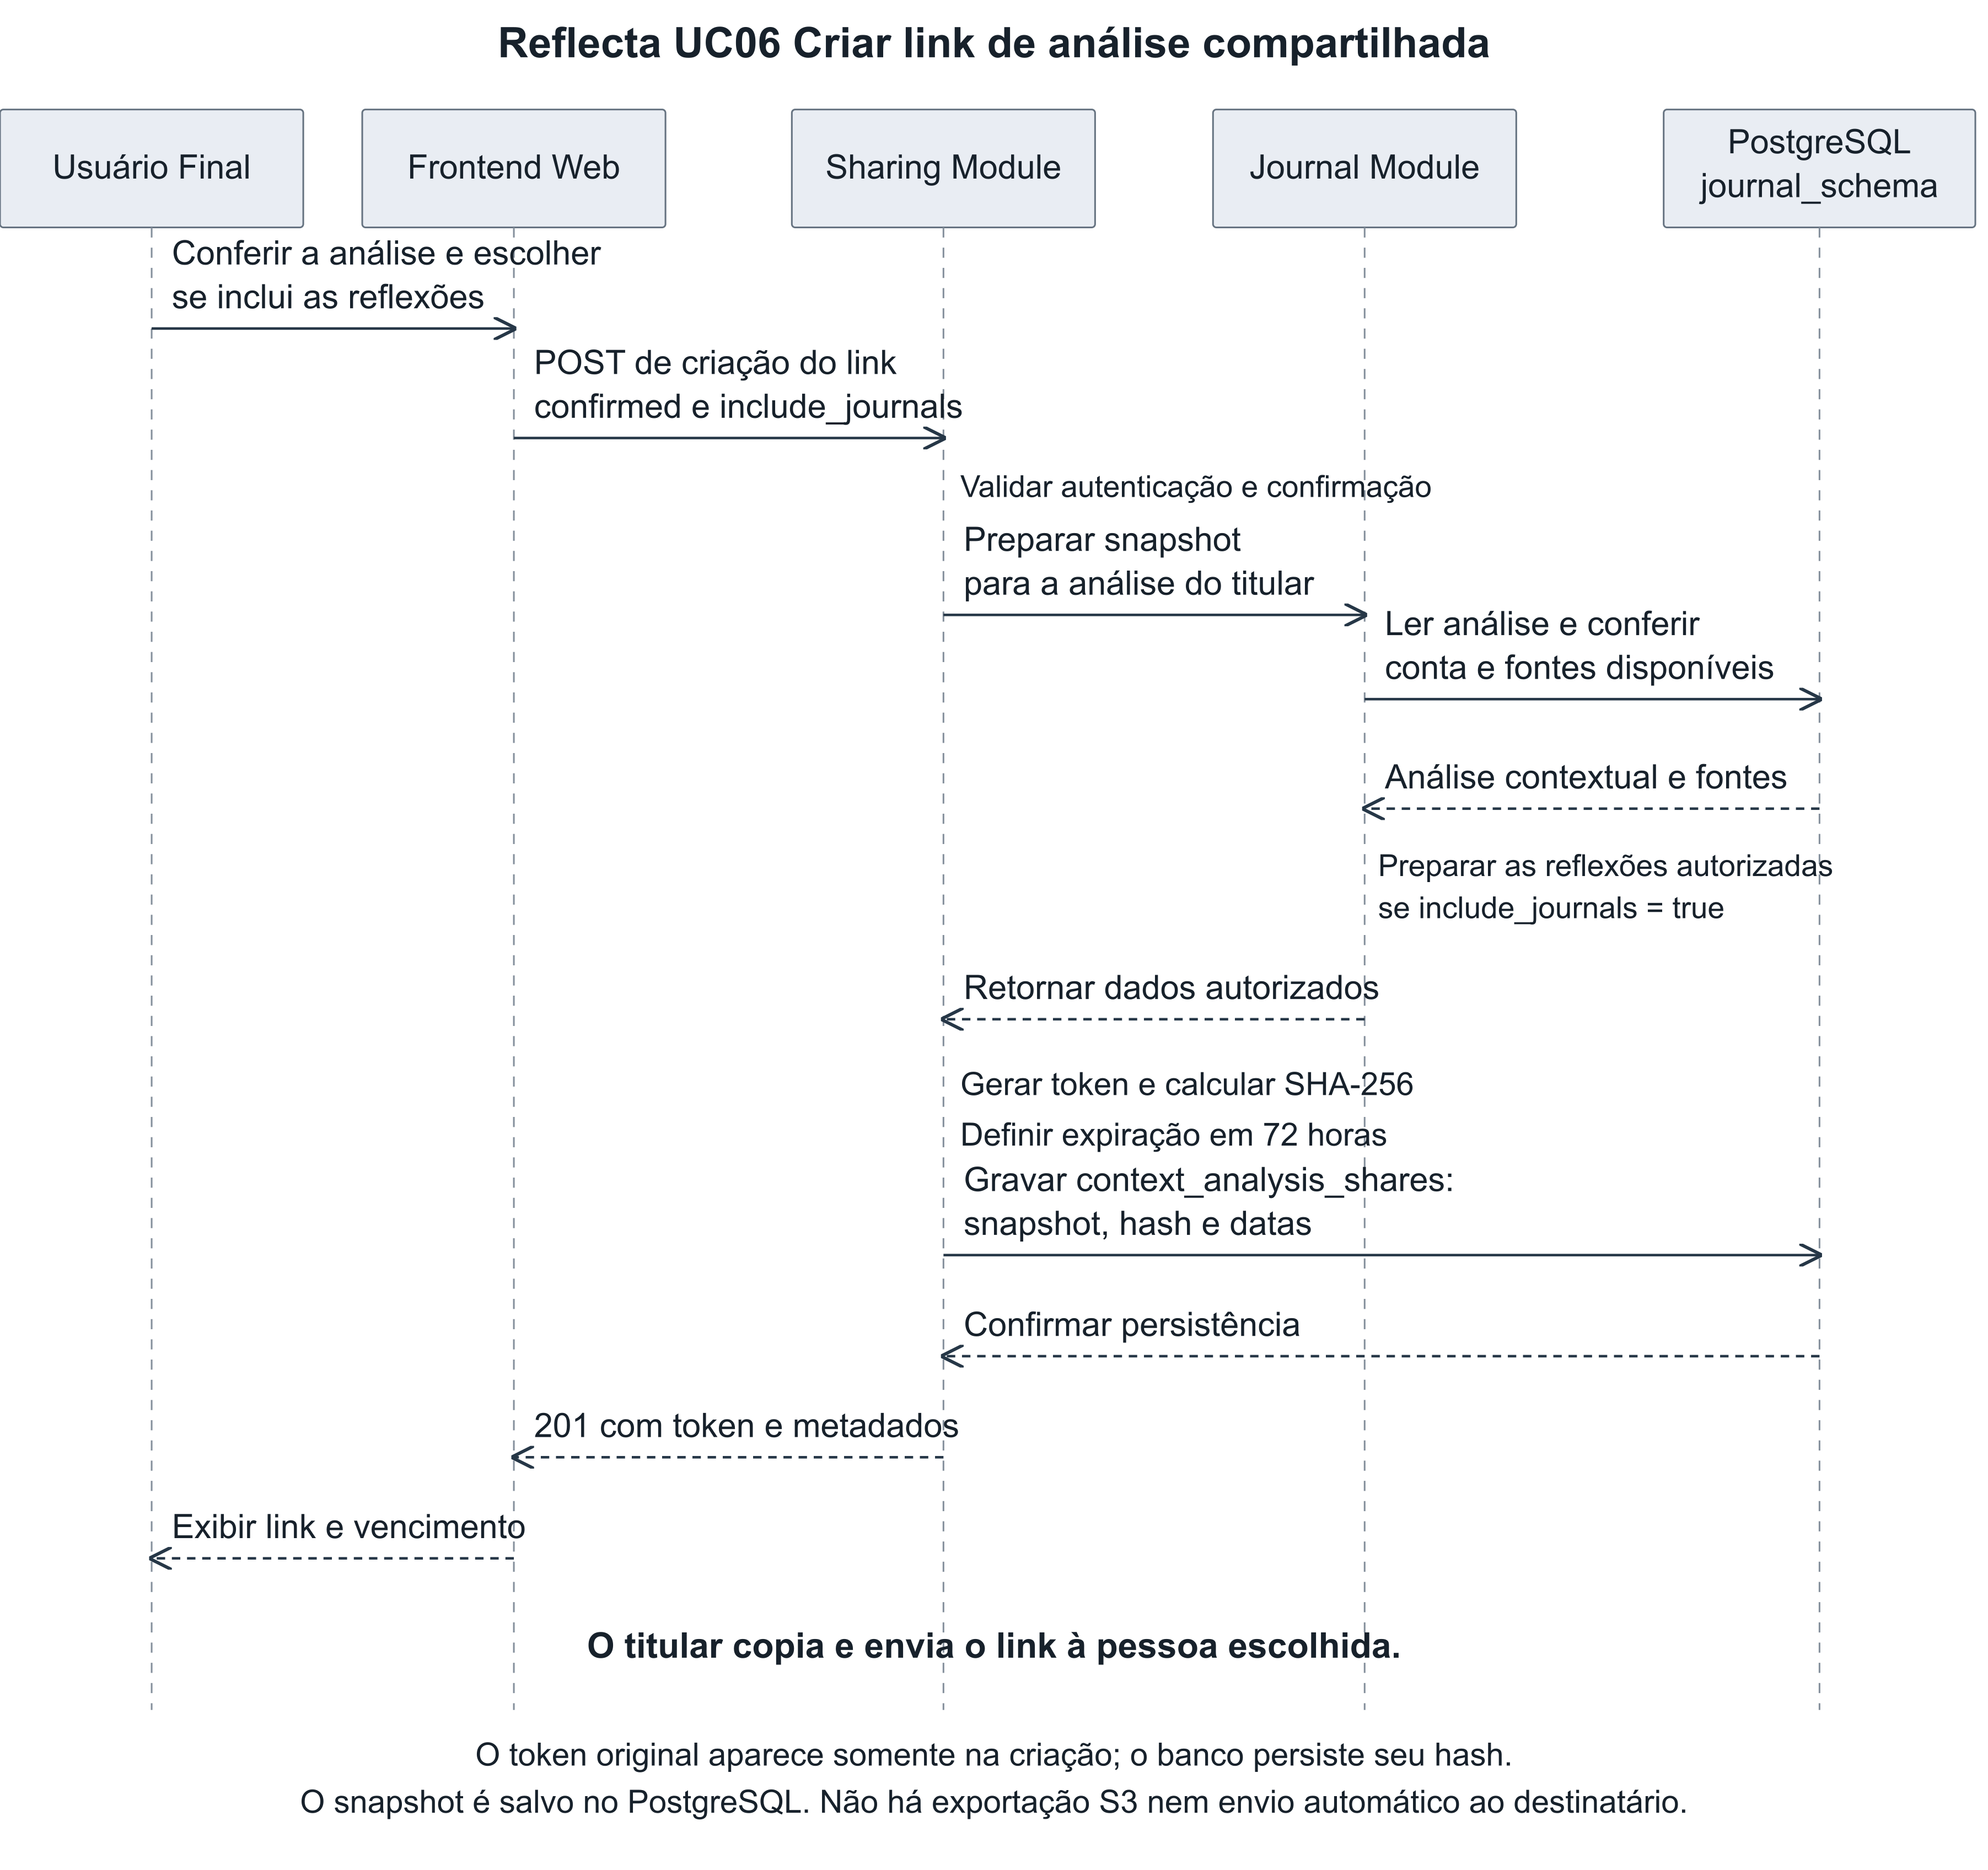 Reflecta UC06 Criar link de análise compartilhada
Usuário Final
Frontend Web
Sharing Module
Journal Module
PostgreSQL
journal_schema
Conferir a análise e escolher
se inclui as reflexões
POST de criação do link
confirmed e include_journals
Validar autenticação e confirmação
Preparar snapshot
para a análise do titular
Ler análise e conferir
conta e fontes disponíveis
Análise contextual e fontes
Preparar as reflexões autorizadas
se include_journals = true
Retornar dados autorizados
Gerar token e calcular SHA-256
Definir expiração em 72 horas
Gravar context_analysis_shares:
snapshot, hash e datas
Confirmar persistência
201 com token e metadados
Exibir link e vencimento
O titular copia e envia o link à pessoa escolhida.
O token original aparece somente na criação; o banco persiste seu hash.
O snapshot é salvo no PostgreSQL. Não há exportação S3 nem envio automático ao destinatário.